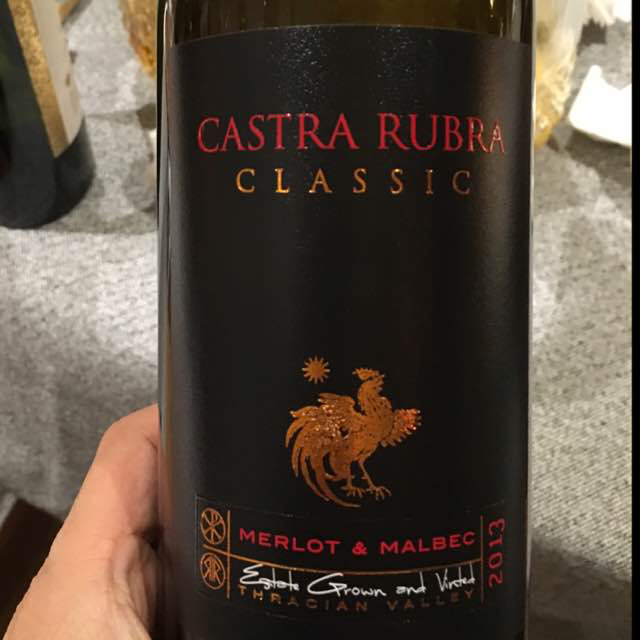 CASTRA RUBRA
CLASSIC
MERLOT & MALBEC
Estate Grown and Vinted
THRACIAN VALLEY
2013